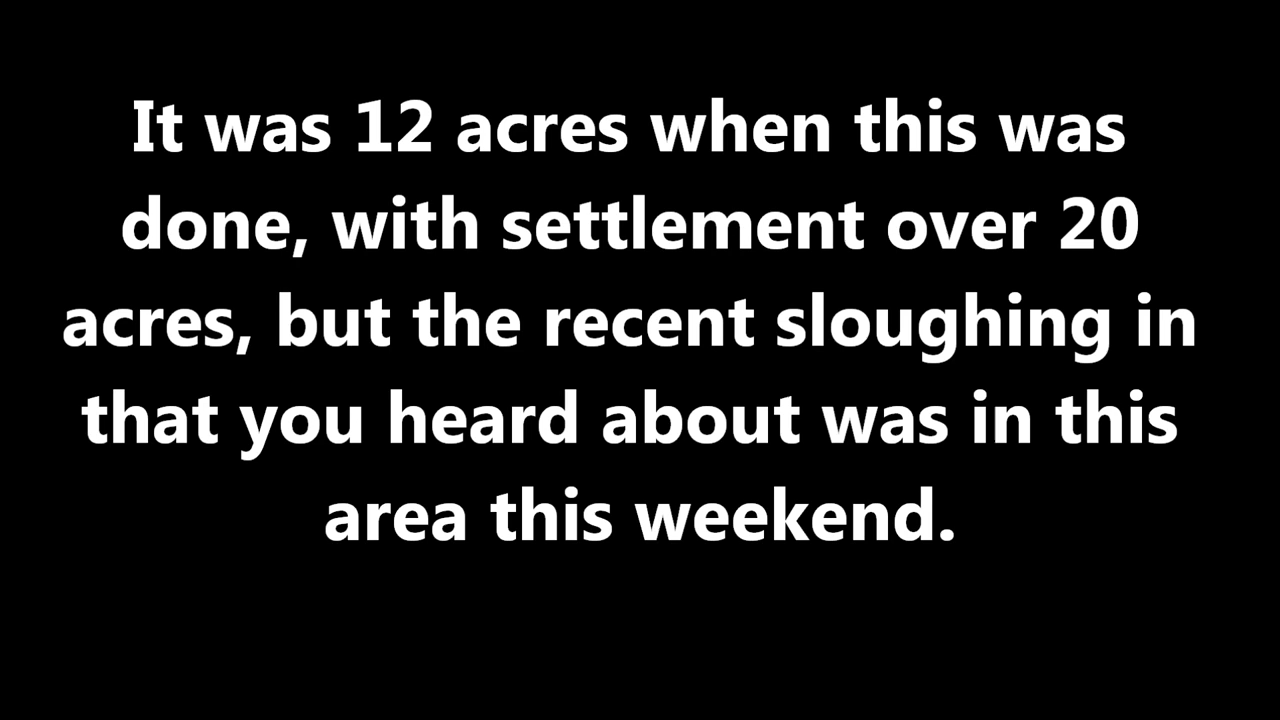 It was 12 acres when this was
done, with settlement over 20
acres, but the recent sloughing in
that you heard about was in this
area this weekend.